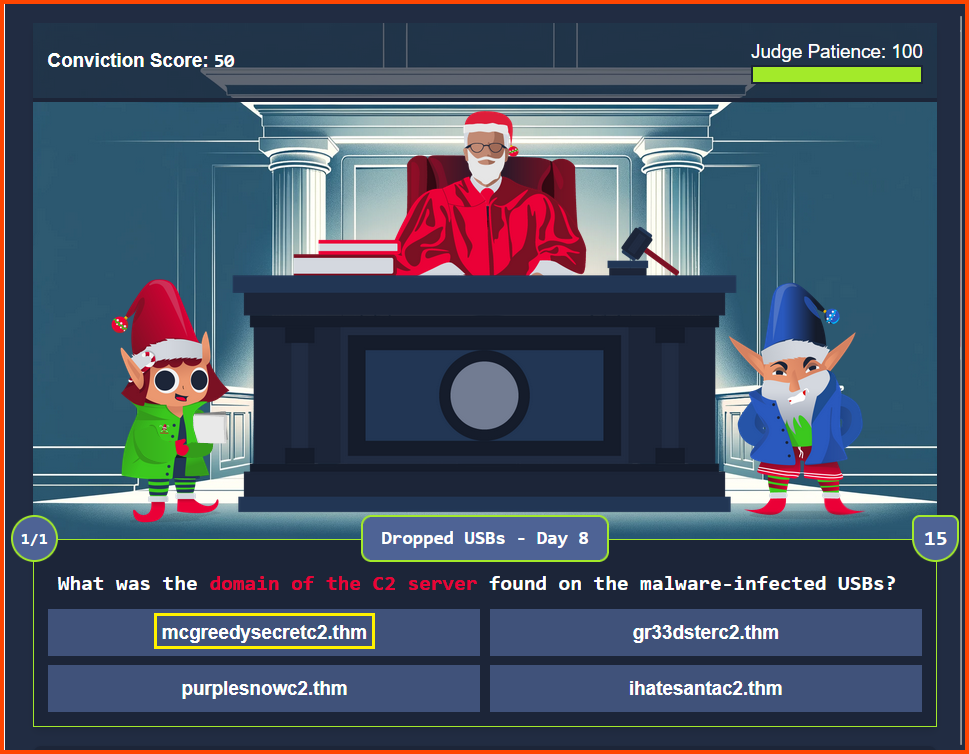 Conviction Score: 50
Judge Patience: 100
1/1
Dropped USBs - Day 8
15
What was the domain of the C2 server found on the malware-infected USBs?
mcgreedysecretc2.thm
gr33dsterc2.thm
purplesnowc2.thm
ihatesantac2.thm